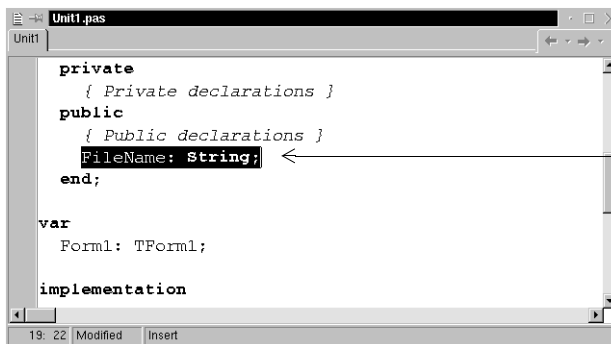 Unit1.pas
Unit1
private
{ Private declarations }
public
{ Public declarations }
FileName: String;
end;
var
Form1: TForm1;
implementation
19: 22 Modified Insert